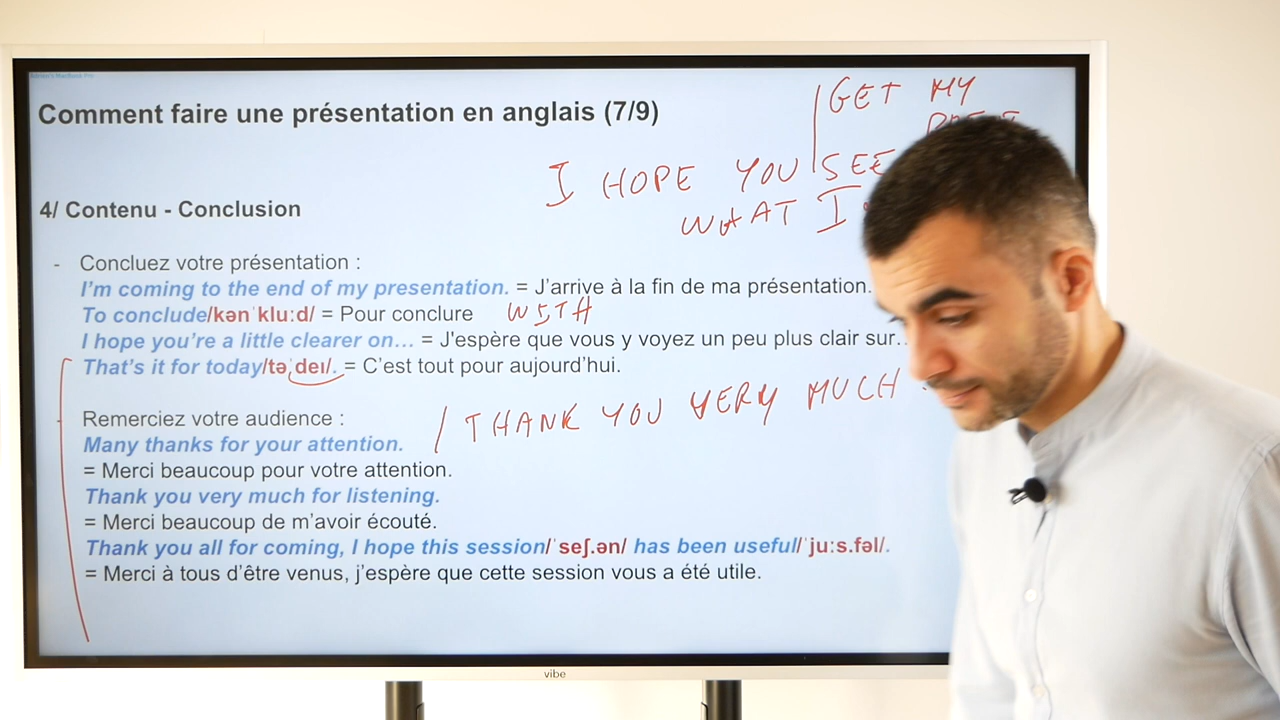 Comment faire une présentation en anglais (7/9)
GET MY
I HOPE YOU SEE
WHAT I
4/ Contenu - Conclusion
- Concluez votre présentation :
I'm coming to the end of my presentation. = J'arrive à la fin de ma présentation.
To conclude/kənˈkluːd/ = Pour conclure WITH
I hope you're a little clearer on... = J'espère que vous y voyez un peu plus clair sur..
That's it for today/təˈdeɪ/. = C'est tout pour aujourd'hui.
- Remerciez votre audience :
THANK YOU VERY MUCH
Many thanks for your attention.
= Merci beaucoup pour votre attention.
Thank you very much for listening.
= Merci beaucoup de m'avoir écouté.
Thank you all for coming, I hope this session/ˈseʃ.ən/ has been useful/ˈjuːs.fəl/.
= Merci à tous d'être venus, j'espère que cette session vous a été utile.
vibe